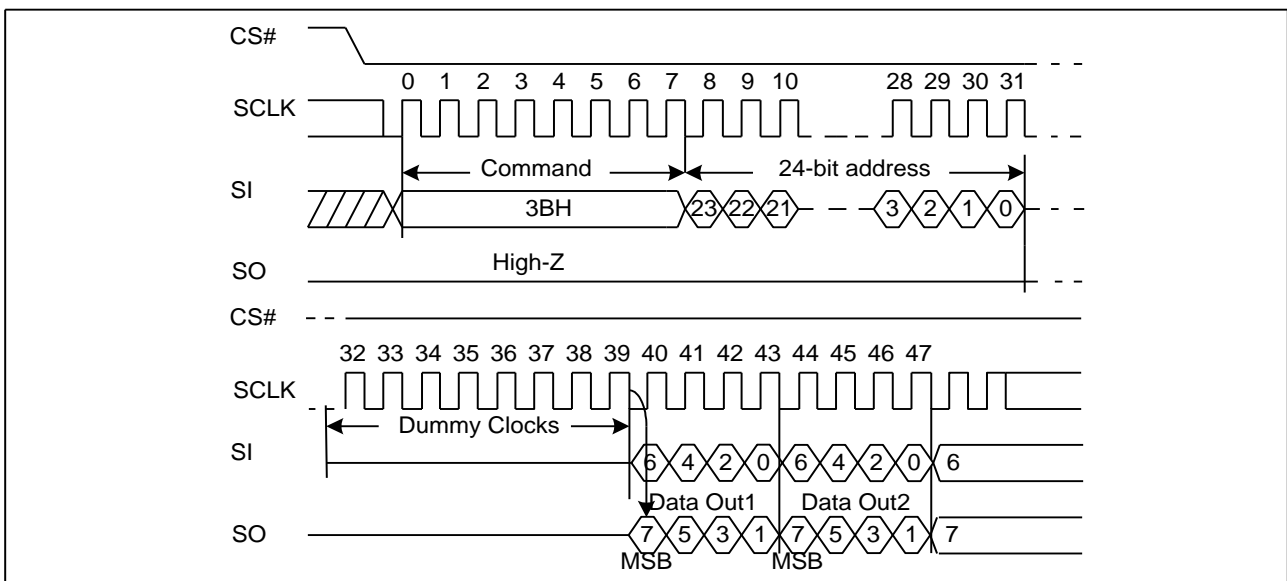 CS#
0 1 2 3 4 5 6 7 8 9 10 28 29 30 31
SCLK
Command 24-bit address
SI
3BH 23 22 21 3 2 1 0
High-Z
SO
CS#
32 33 34 35 36 37 38 39 40 41 42 43 44 45 46 47
SCLK
Dummy Clocks
SI
6 4 2 0 6 4 2 0 6
Data Out1 Data Out2
SO
7 5 3 1 7 5 3 1 7
MSB MSB